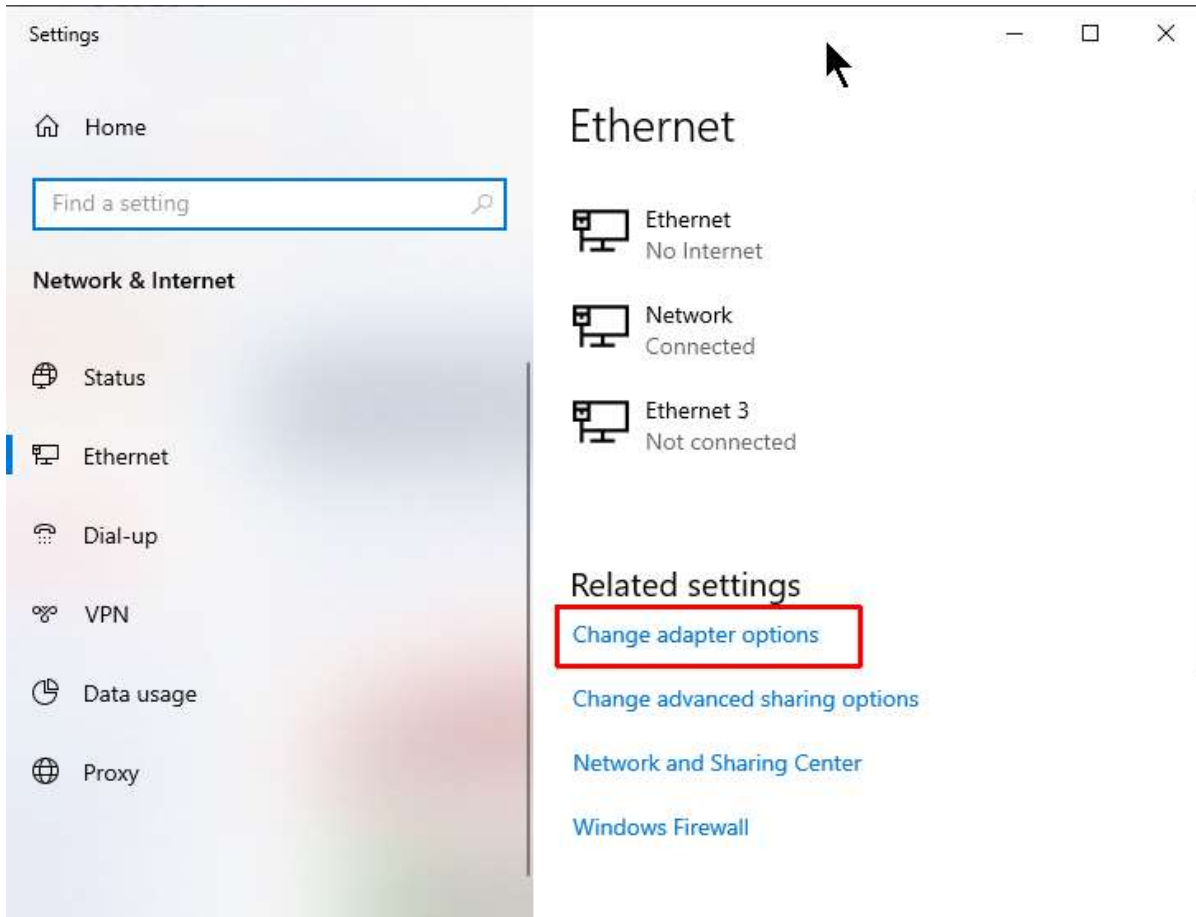 Settings
Home
Find a setting
Network & Internet
Status
Ethernet
Dial-up
VPN
Data usage
Proxy
Ethernet
Ethernet
No Internet
Network
Connected
Ethernet 3
Not connected
Related settings
Change adapter options
Change advanced sharing options
Network and Sharing Center
Windows Firewall